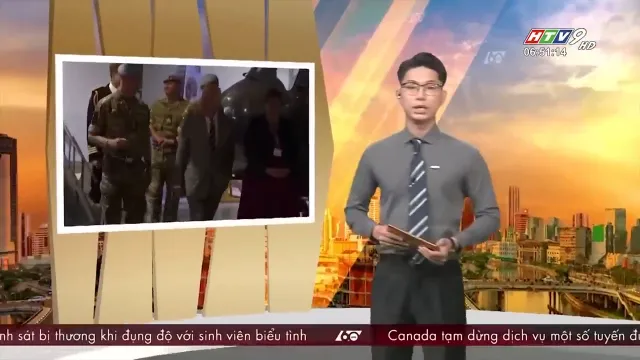 HTV9 HD
06:51:14
nh sát bị thương khi đụng độ với sinh viên biểu tình
Canada tạm dừng dịch vụ một số tuyến đ